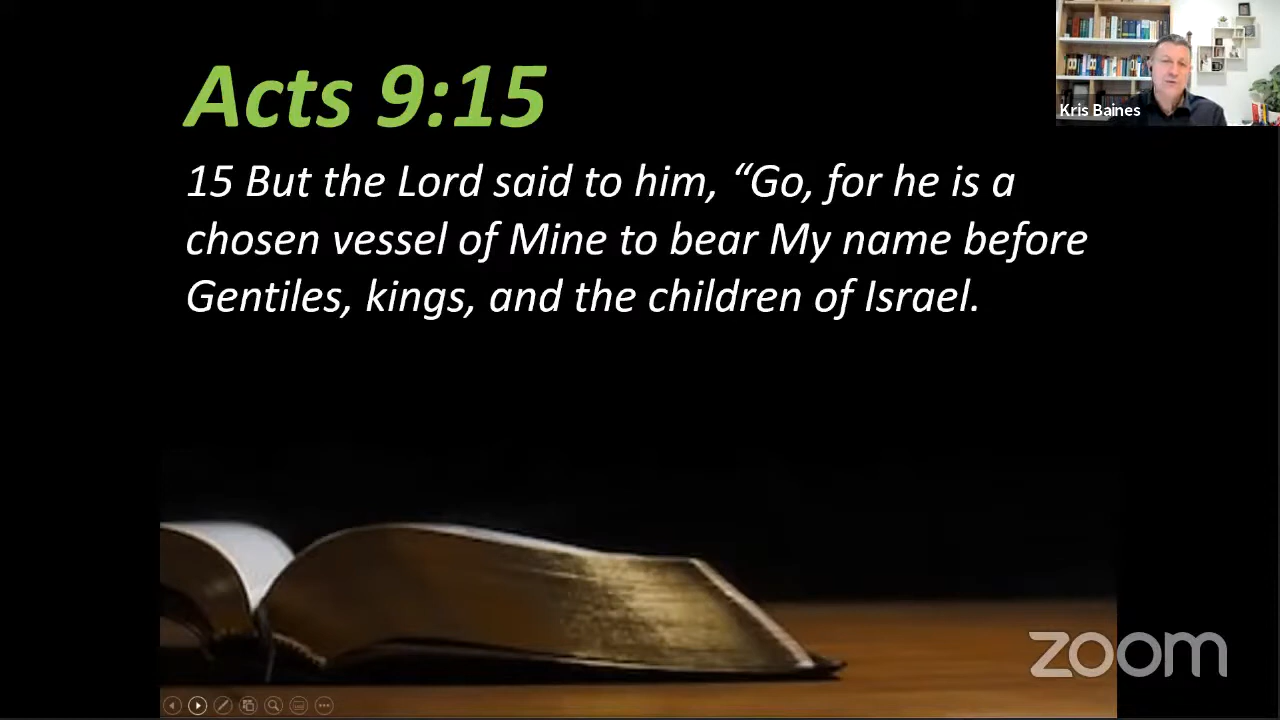 Acts 9:15
15 But the Lord said to him, “Go, for he is a
chosen vessel of Mine to bear My name before
Gentiles, kings, and the children of Israel.
Kris Baines
zoom